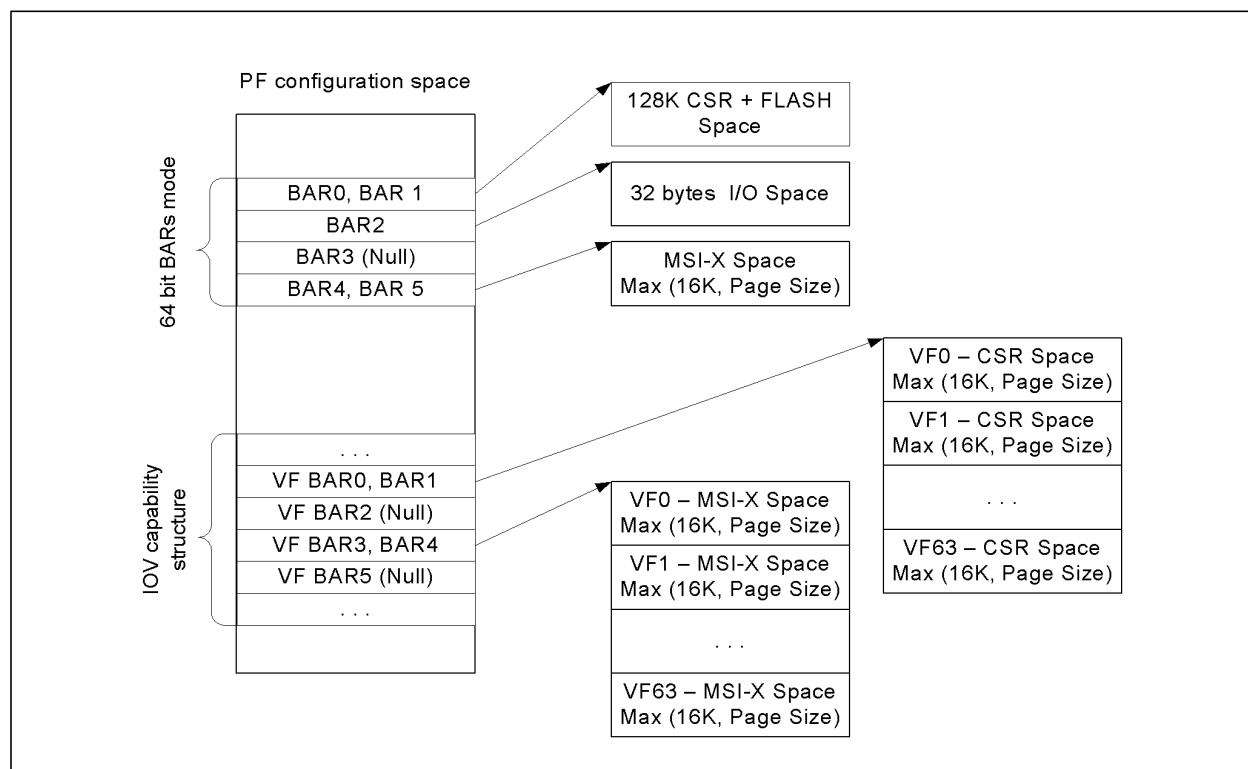 PF configuration space
64 bit BARs mode
BAR0, BAR 1
BAR2
BAR3 (Null)
BAR4, BAR 5
128K CSR + FLASH
Space
32 bytes I/O Space
MSI-X Space
Max (16K, Page Size)
IOV capability
structure
. . .
VF BAR0, BAR1
VF BAR2 (Null)
VF BAR3, BAR4
VF BAR5 (Null)
. . .
VF0 – MSI-X Space
Max (16K, Page Size)
VF1 – MSI-X Space
Max (16K, Page Size)
. . .
VF63 – MSI-X Space
Max (16K, Page Size)
VF0 – CSR Space
Max (16K, Page Size)
VF1 – CSR Space
Max (16K, Page Size)
. . .
VF63 – CSR Space
Max (16K, Page Size)